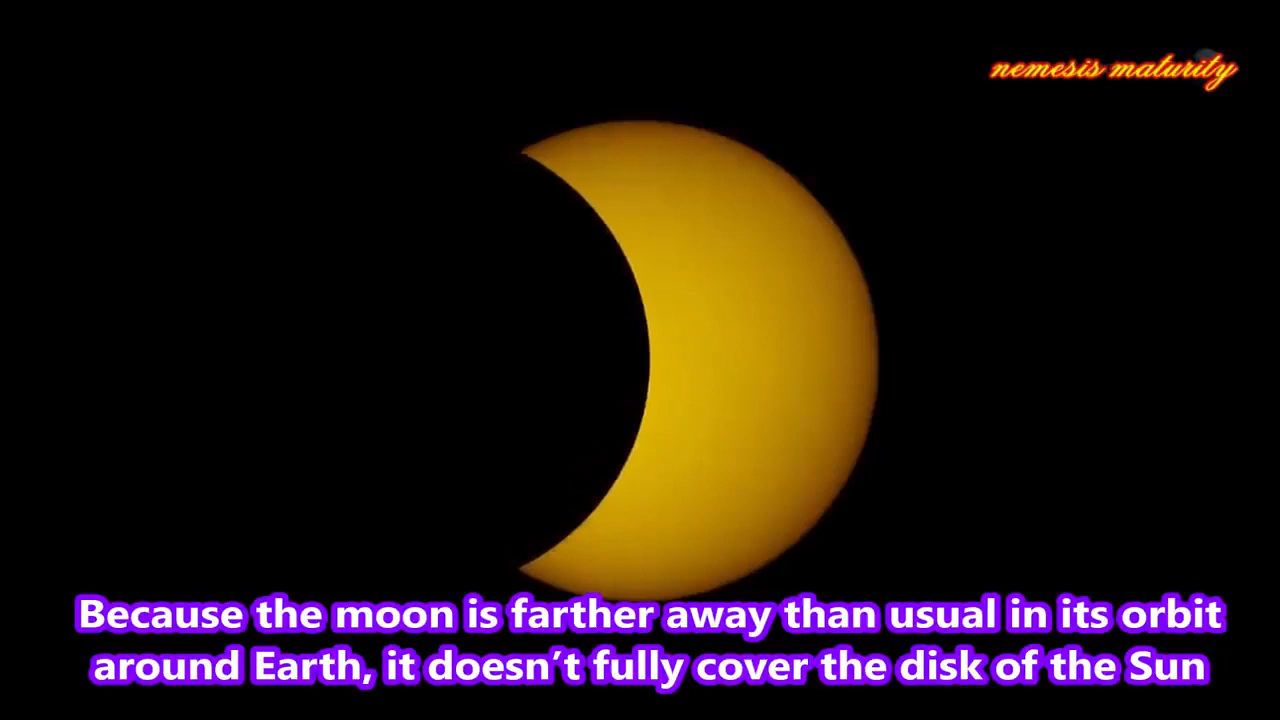 nemesis maturity
Because the moon is farther away than usual in its orbit
around Earth, it doesn’t fully cover the disk of the Sun